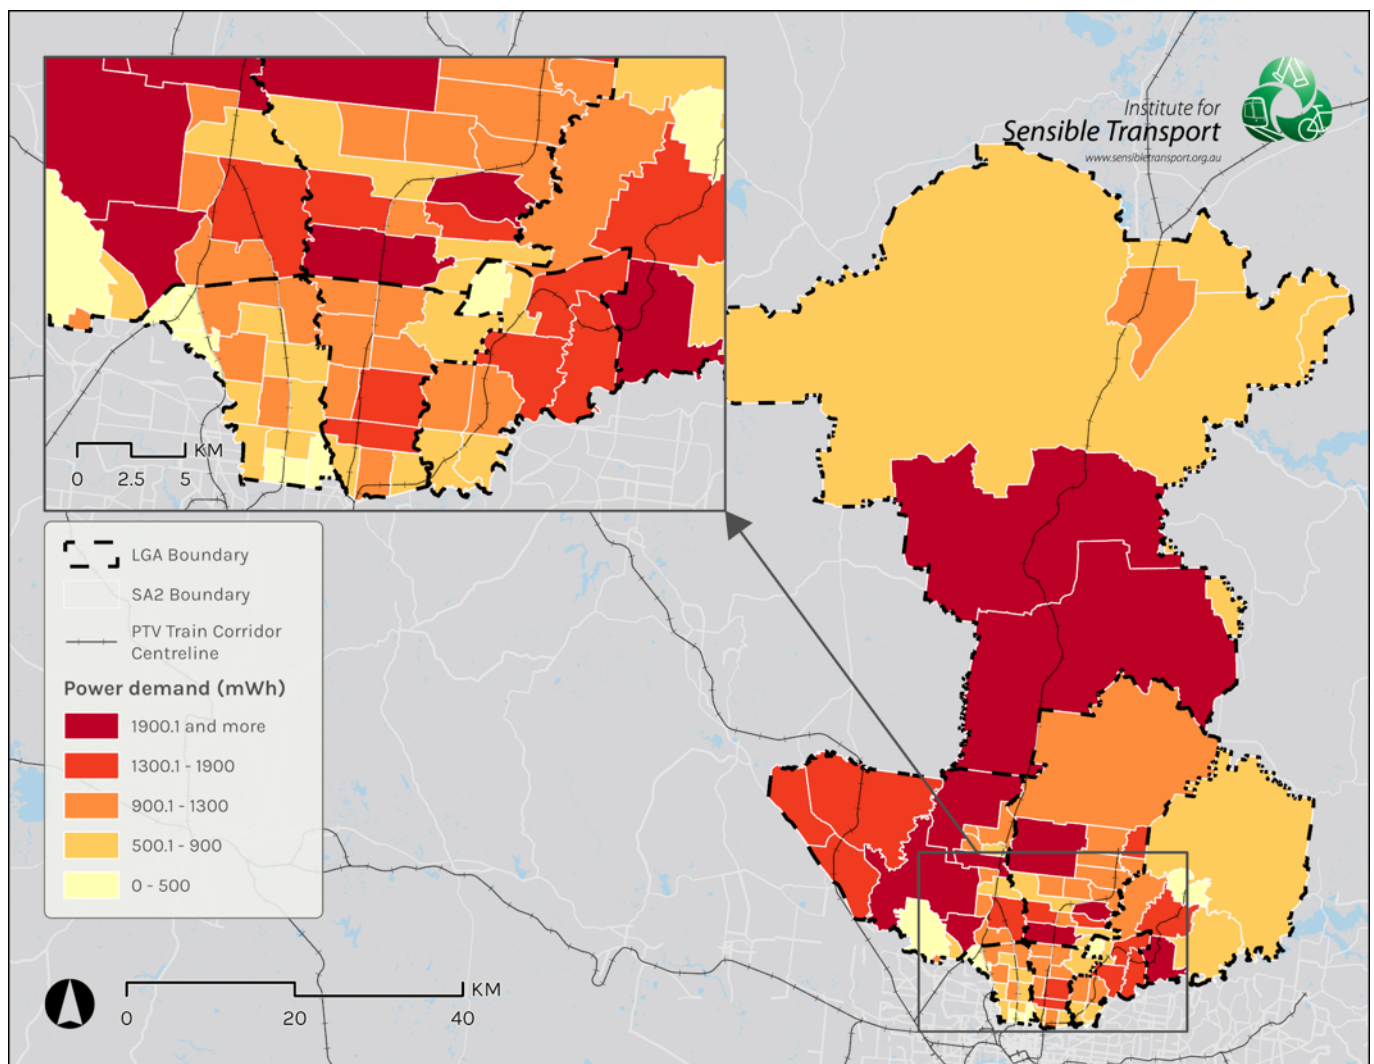 Institute for
Sensible Transport
www.sensibletransport.org.au
KM
0 2.5 5
LGA Boundary
SA2 Boundary
PTV Train Corridor
Centreline
Power demand (mWh)
1900.1 and more
1300.1 - 1900
900.1 - 1300
500.1 - 900
0 - 500
KM
0 20 40